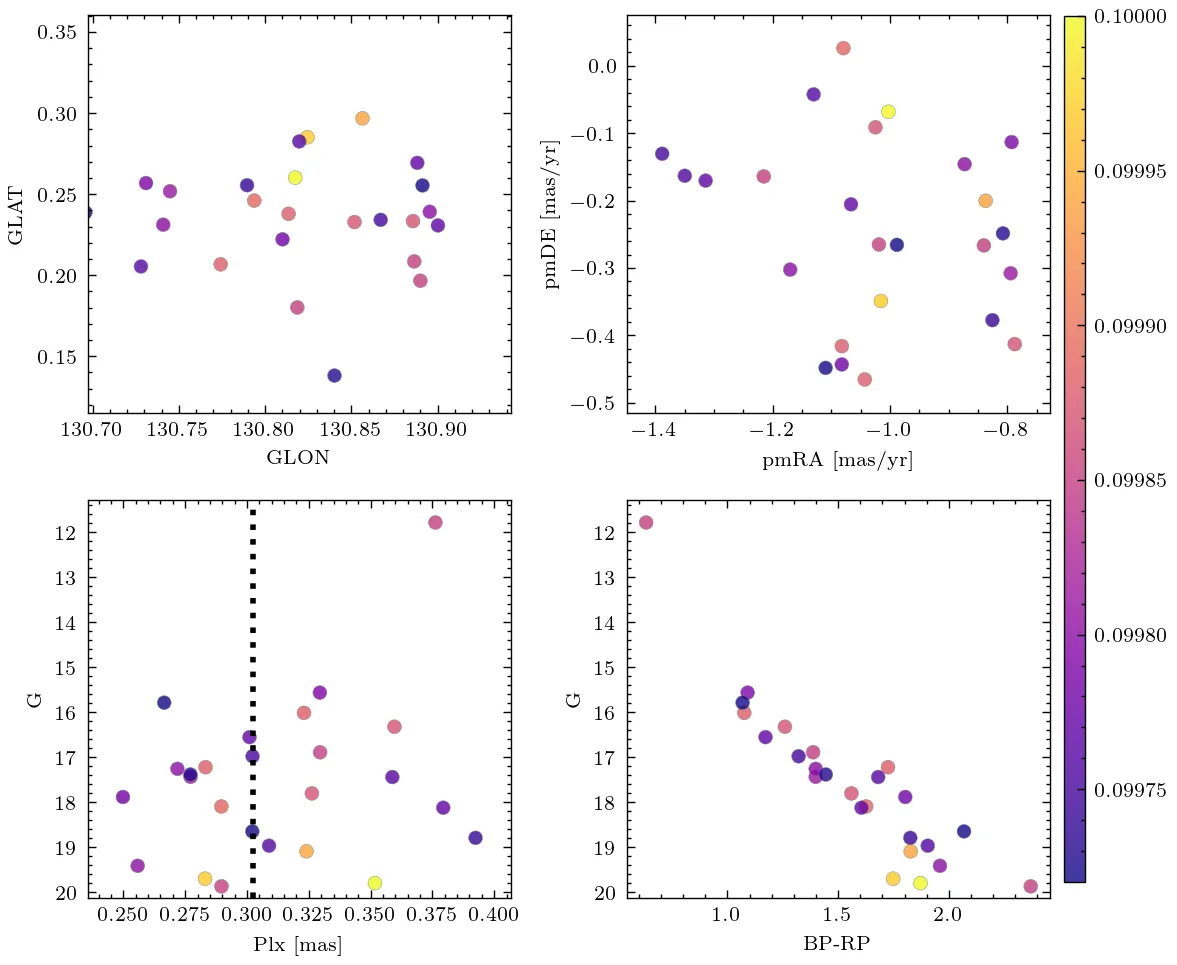 0.35
0.30
0.25
0.20
0.15
GLAT
130.70 130.75 130.80 130.85 130.90
GLON
0.0
−0.1
−0.2
−0.3
−0.4
−0.5
pmDE [mas/yr]
−1.4 −1.2 −1.0 −0.8
pmRA [mas/yr]
0.10000
0.09995
0.09990
0.09985
0.09980
0.09975
12
13
14
15
16
17
18
19
20
G
0.250 0.275 0.300 0.325 0.350 0.375 0.400
Plx [mas]
12
13
14
15
16
17
18
19
20
G
1.0 1.5 2.0
BP-RP